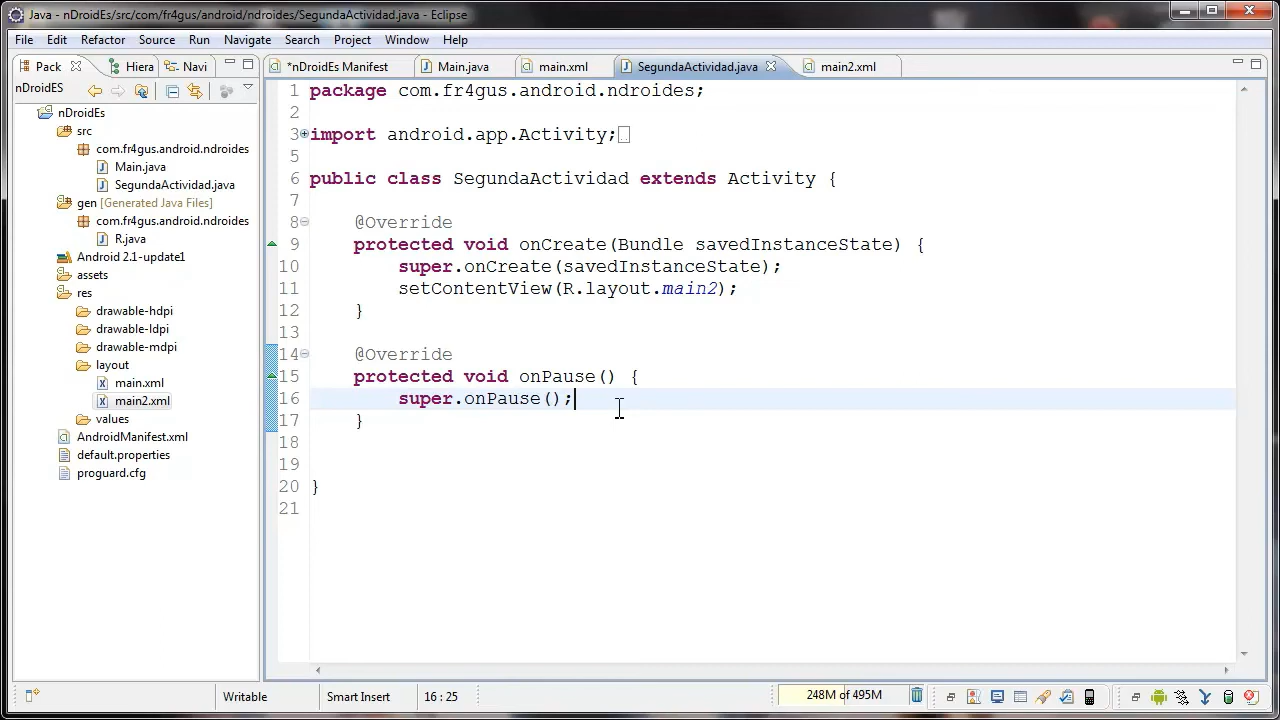 Java - nDroidEs/src/com/fr4gus/android/ndroides/SegundaActividad.java - Eclipse
File Edit Refactor Source Run Navigate Search Project Window Help
Pack Hiera Navi
*nDroidEs Manifest Main.java main.xml SegundaActividad.java main2.xml
nDroidES
nDroidEs
src
com.fr4gus.android.ndroides
Main.java
SegundaActividad.java
gen [Generated Java Files]
com.fr4gus.android.ndroides
R.java
Android 2.1-update1
assets
res
drawable-hdpi
drawable-ldpi
drawable-mdpi
layout
main.xml
main2.xml
values
AndroidManifest.xml
default.properties
proguard.cfg
1 package com.fr4gus.android.ndroides;
2
3 import android.app.Activity;
5
6 public class SegundaActividad extends Activity {
7
8 @Override
9 protected void onCreate(Bundle savedInstanceState) {
10 super.onCreate(savedInstanceState);
11 setContentView(R.layout.main2);
12 }
13
14 @Override
15 protected void onPause() {
16 super.onPause();
17 }
18
19
20 }
21
Writable Smart Insert 16 : 25 248M of 495M